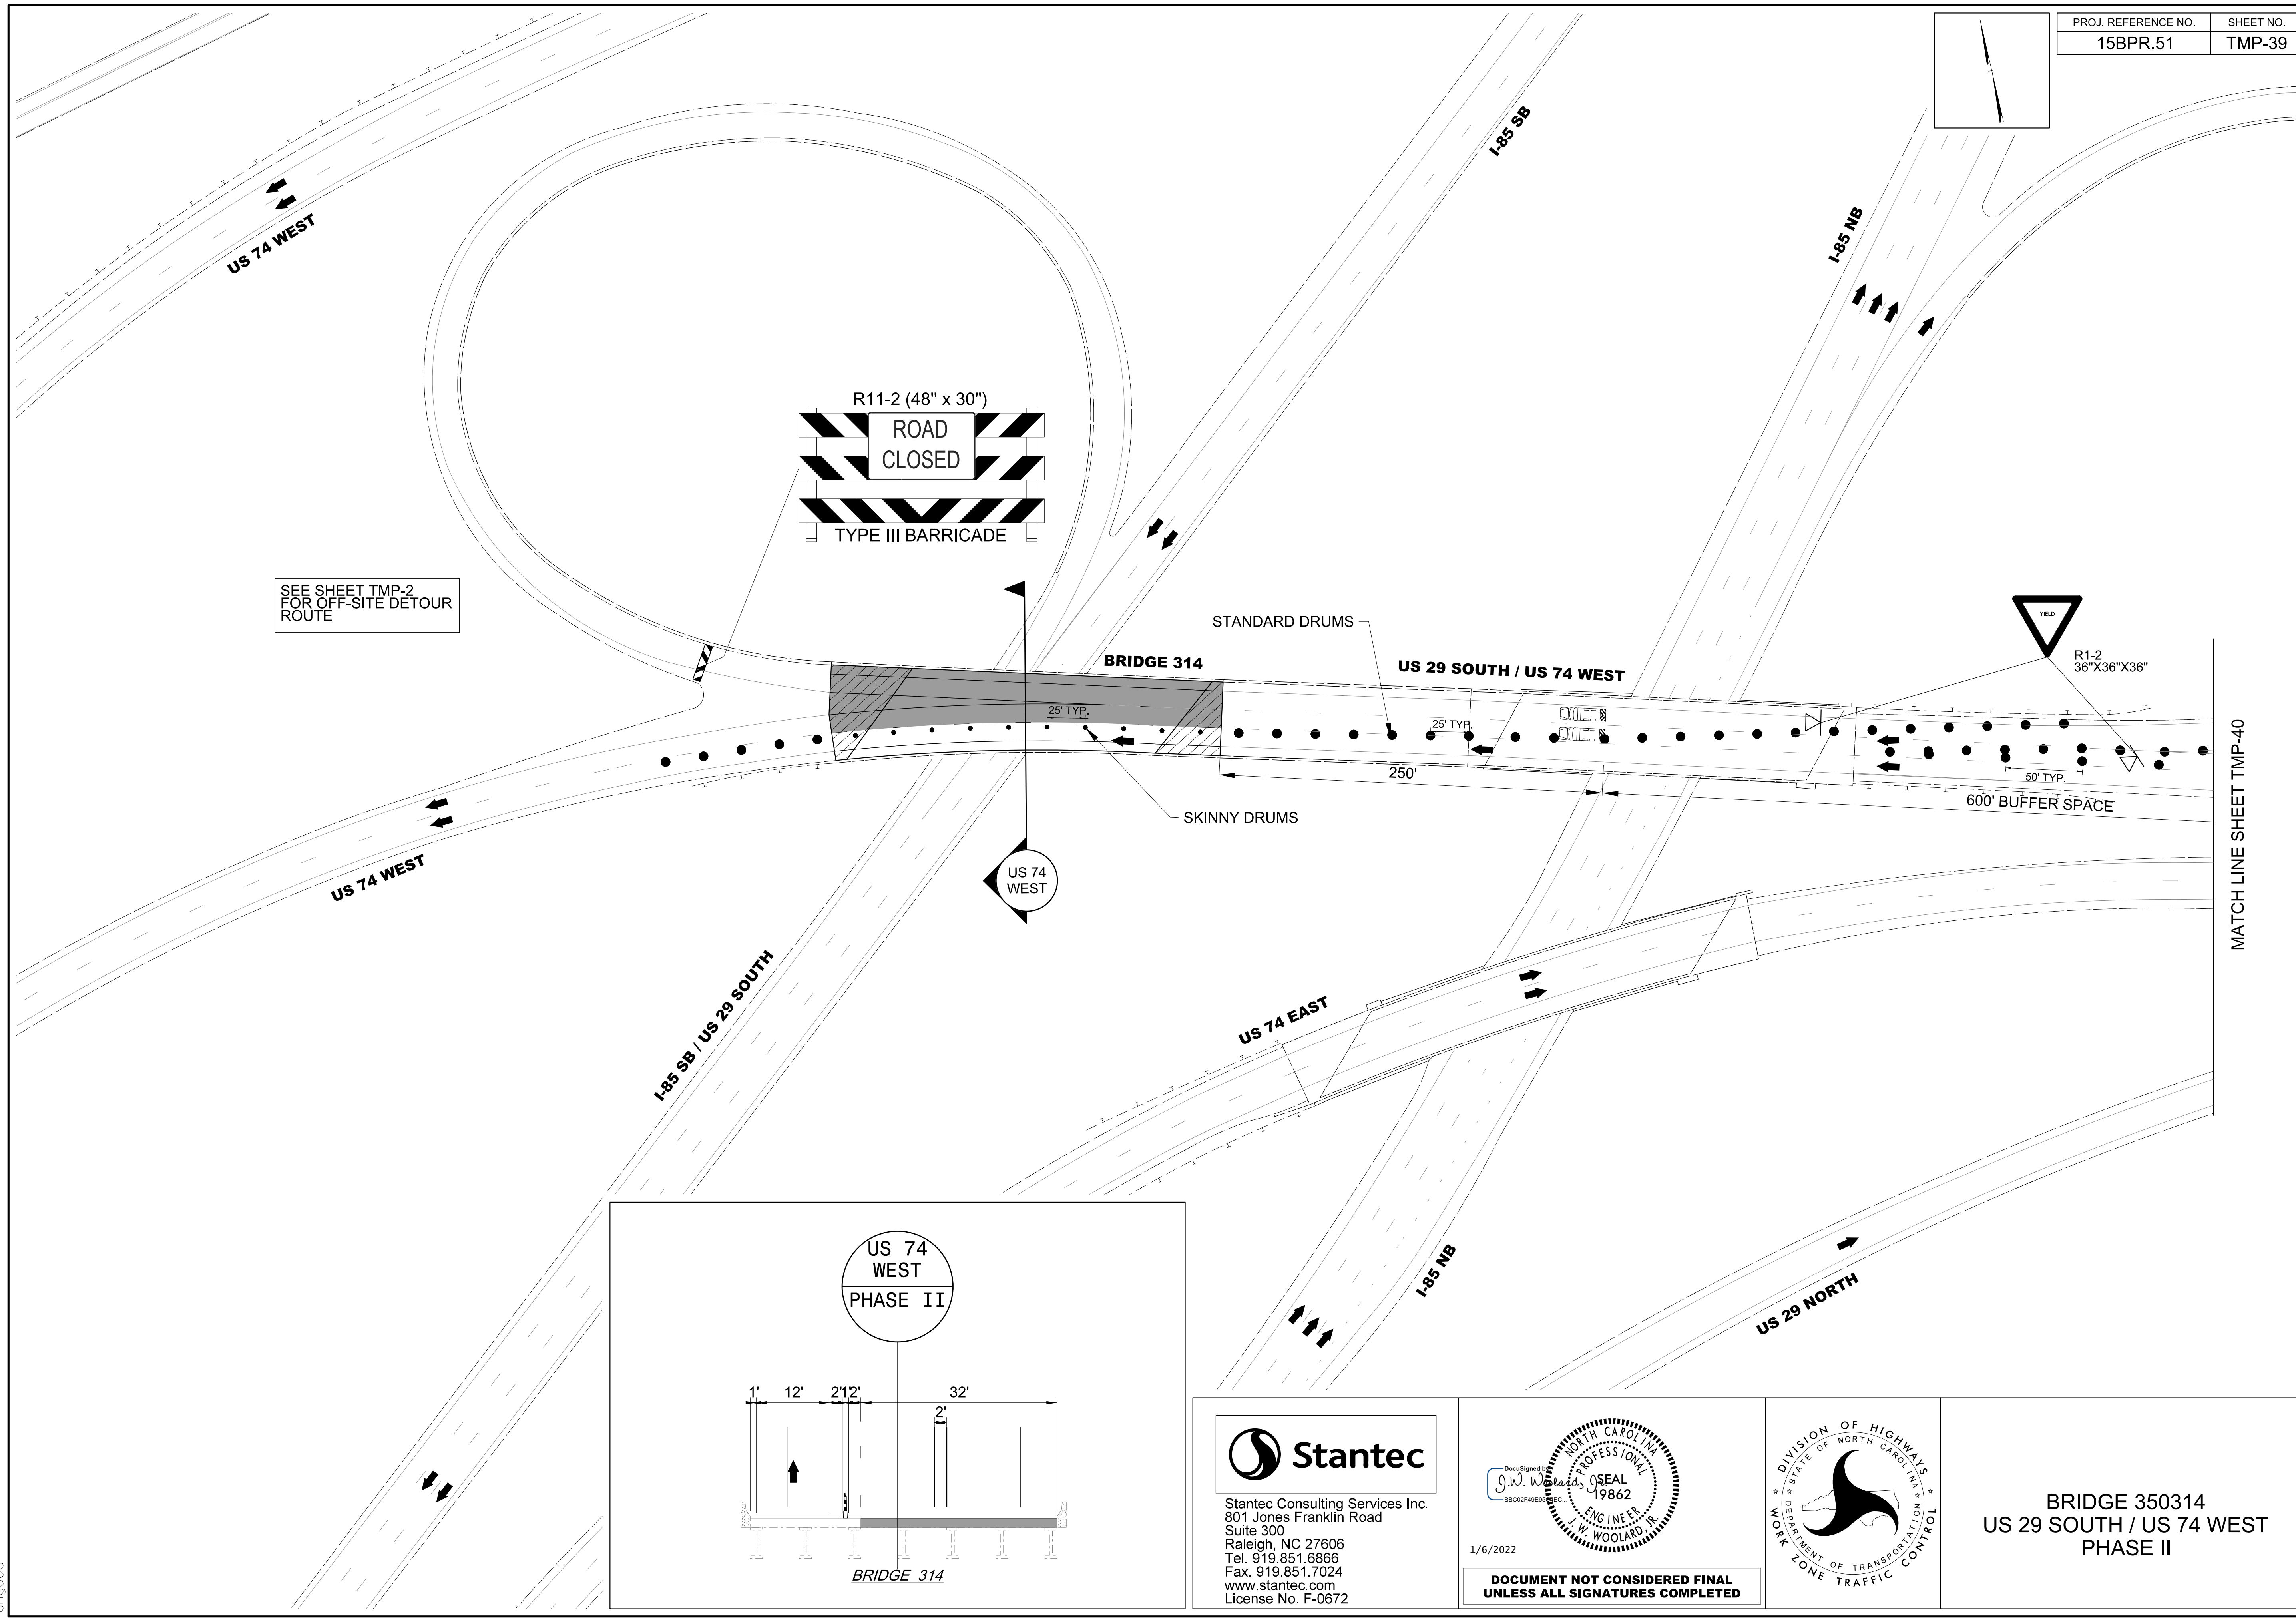 PROJ. REFERENCE NO.
SHEET NO.
15BPR.51
TMP-39
I-85 SB
I-85 NB
US 74 WEST
R11-2 (48" x 30")
ROAD
CLOSED
TYPE III BARRICADE
SEE SHEET TMP-2
FOR OFF-SITE DETOUR
ROUTE
STANDARD DRUMS
BRIDGE 314
US 29 SOUTH / US 74 WEST
YIELD
R1-2
36"X36"X36"
25' TYP.
25' TYP.
250'
50' TYP.
600' BUFFER SPACE
SKINNY DRUMS
MATCH LINE SHEET TMP-40
US 74 WEST
US 74
WEST
I-85 SB / US 29 SOUTH
US 74 EAST
I-85 NB
US 29 NORTH
US 74
WEST
PHASE II
1'
12'
2'
1'
2'
32'
2'
BRIDGE 314
Stantec
Stantec Consulting Services Inc.
801 Jones Franklin Road
Suite 300
Raleigh, NC 27606
Tel. 919.851.6866
Fax. 919.851.7024
www.stantec.com
License No. F-0672
DocuSigned by
J.W. Woolard, Jr.
NORTH CAROLINA
PROFESSIONAL
SEAL
19862
ENGINEER
J. W. WOOLARD, JR.
1/6/2022
DOCUMENT NOT CONSIDERED FINAL
UNLESS ALL SIGNATURES COMPLETED
DIVISION OF HIGHWAYS
STATE OF NORTH CAROLINA
DEPARTMENT OF TRANSPORTATION
WORK ZONE TRAFFIC CONTROL
BRIDGE 350314
US 29 SOUTH / US 74 WEST
PHASE II